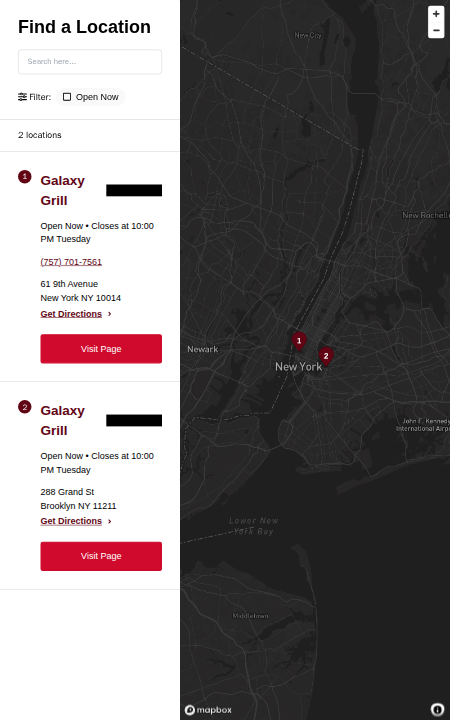 Find a Location
Search here...
Filter:
Open Now
2 locations
1
Galaxy
Grill
Open Now • Closes at 10:00
PM Tuesday
(757) 701-7561
61 9th Avenue
New York NY 10014
Get Directions ›
Visit Page
2
Galaxy
Grill
Open Now • Closes at 10:00
PM Tuesday
288 Grand St
Brooklyn NY 11211
Get Directions ›
Visit Page
+
−
New City
New Rochelle
1
2
Newark
New York
John F. Kennedy
International Airpo
Lower New
York Bay
Middletown
mapbox